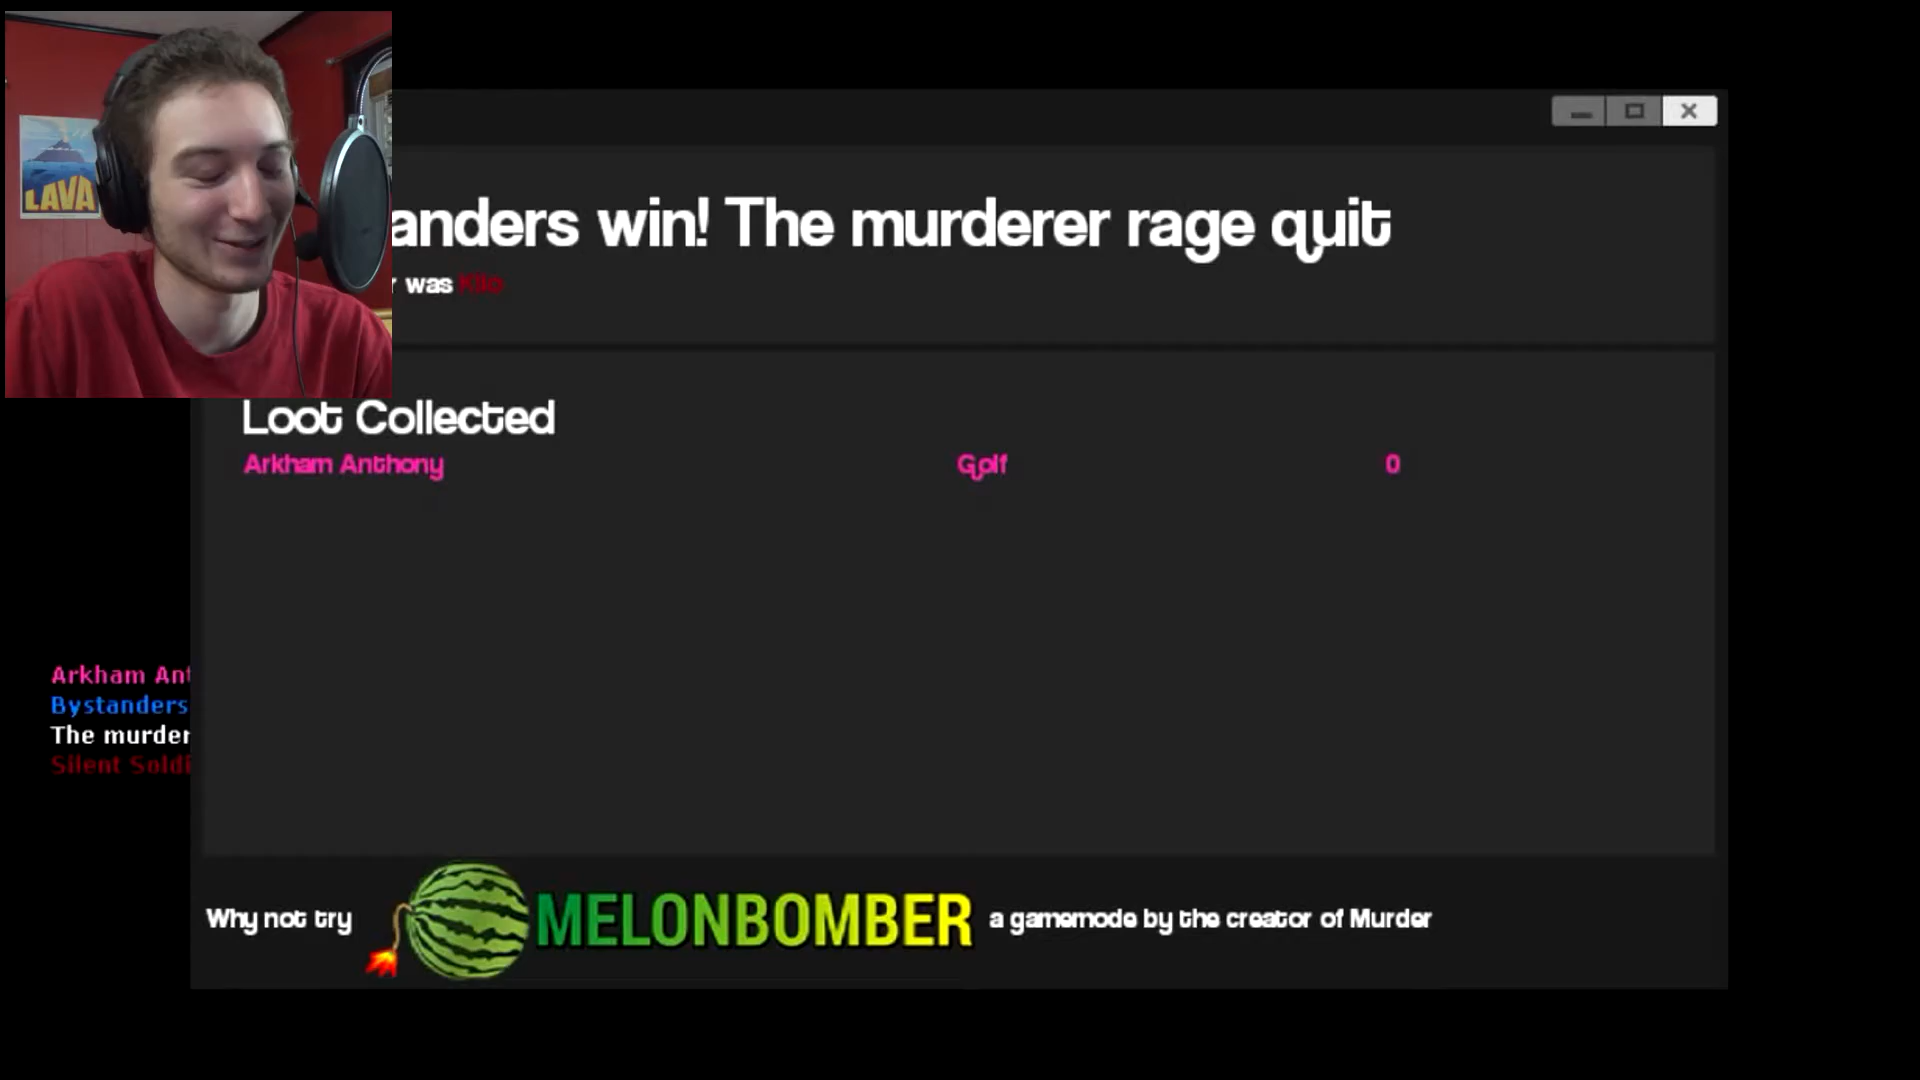 LAVA
anders win! The murderer rage quit
r was Kilo
Loot Collected
Arkham Anthony Golf 0
Arkham Ant
Bystanders
The murder
Silent Soldi
Why not try MELONBOMBER a gamemode by the creator of Murder